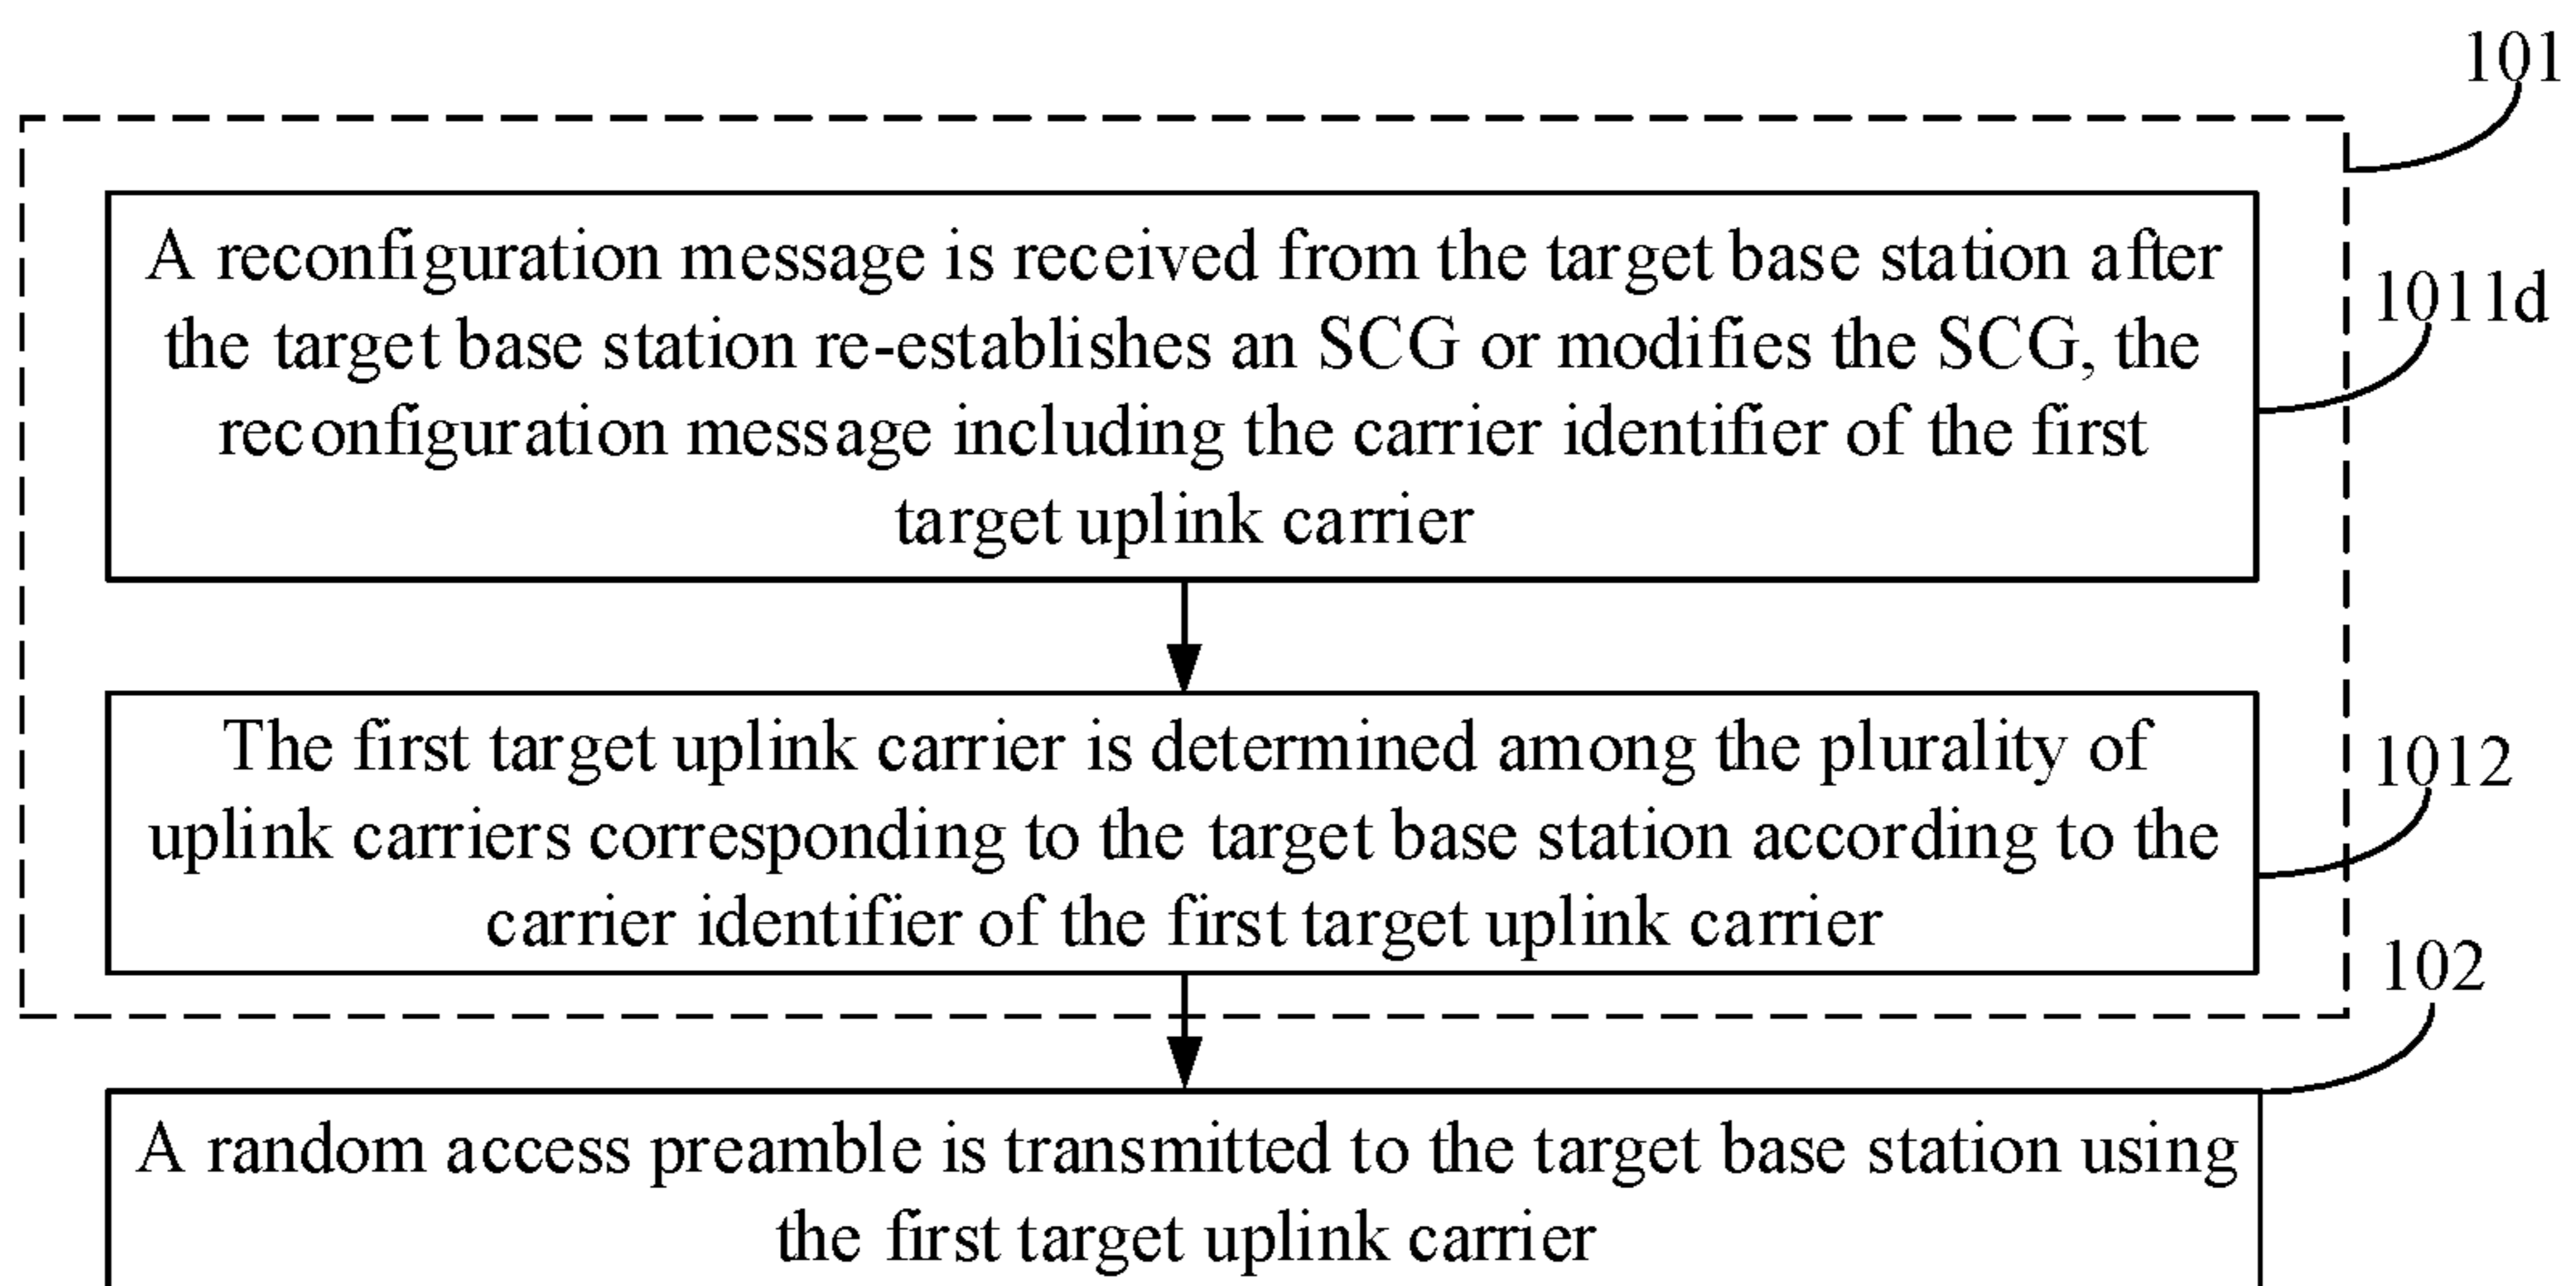 101
A reconfiguration message is received from the target base station after
the target base station re-establishes an SCG or modifies the SCG, the
reconfiguration message including the carrier identifier of the first
target uplink carrier
1011d
The first target uplink carrier is determined among the plurality of
uplink carriers corresponding to the target base station according to the
carrier identifier of the first target uplink carrier
1012
102
A random access preamble is transmitted to the target base station using
the first target uplink carrier